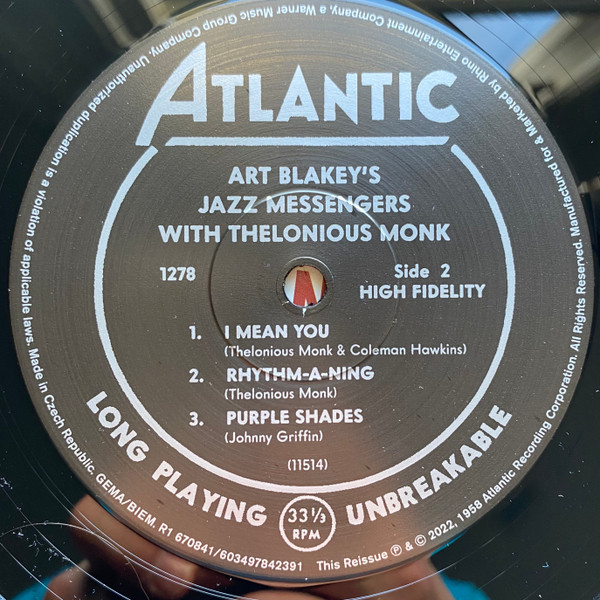 ATLANTIC
ART BLAKEY'S
JAZZ MESSENGERS
WITH THELONIOUS MONK
1278
Side 2
HIGH FIDELITY
1. I MEAN YOU
(Thelonious Monk & Coleman Hawkins)
2. RHYTHM-A-NING
(Thelonious Monk)
3. PURPLE SHADES
(Johnny Griffin)
(11514)
LONG PLAYING
33 1/3
RPM
UNBREAKABLE
This Reissue ℗ & © 2022, 1958 Atlantic Recording Corporation. All Rights Reserved. Manufactured for & Marketed by Rhino Entertainment Company, a Warner Music Group Company. Unauthorized duplication is a violation of applicable laws. Made in Czech Republic. GEMA/BIEM. R1 670841/603497842391